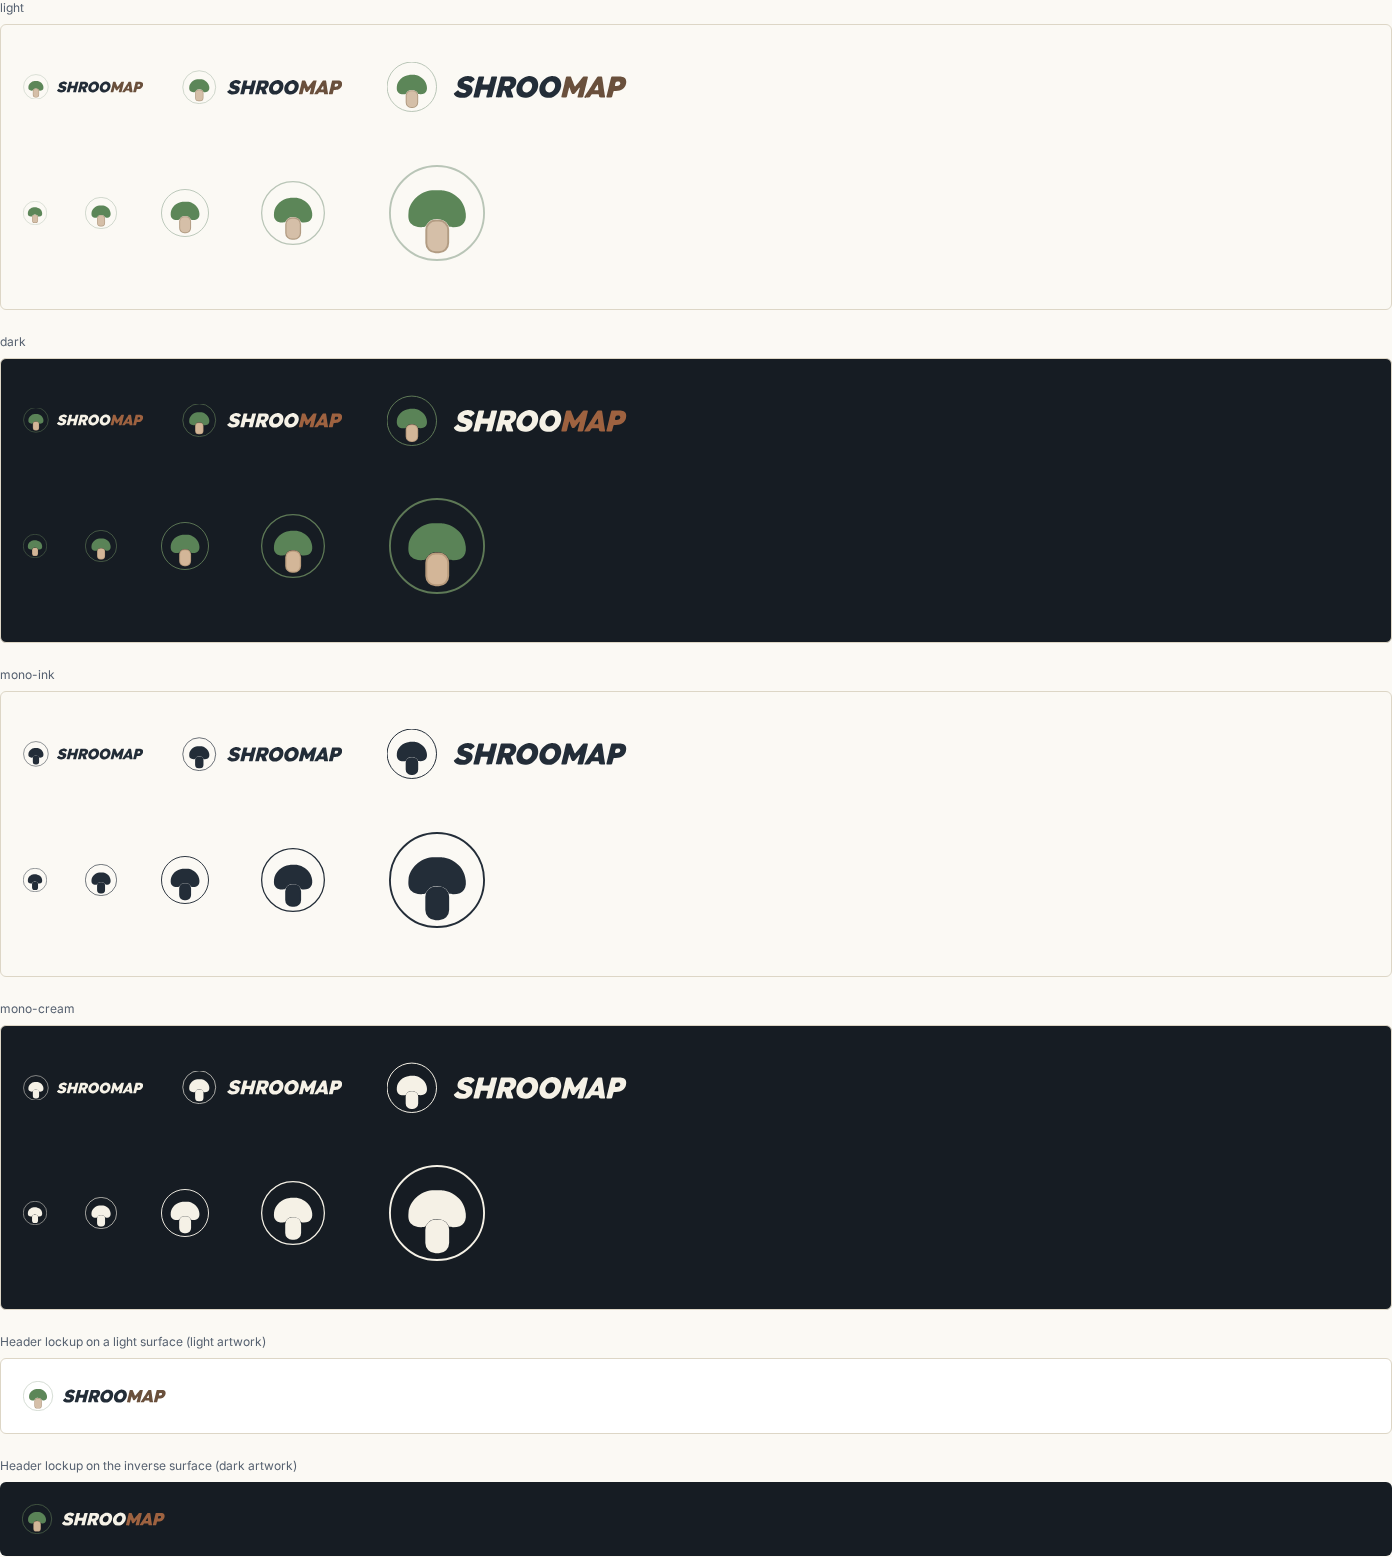 light
SHROOMAP SHROOMAP SHROOMAP
dark
SHROOMAP SHROOMAP SHROOMAP
mono-ink
SHROOMAP SHROOMAP SHROOMAP
mono-cream
SHROOMAP SHROOMAP SHROOMAP
Header lockup on a light surface (light artwork)
SHROOMAP
Header lockup on the inverse surface (dark artwork)
SHROOMAP